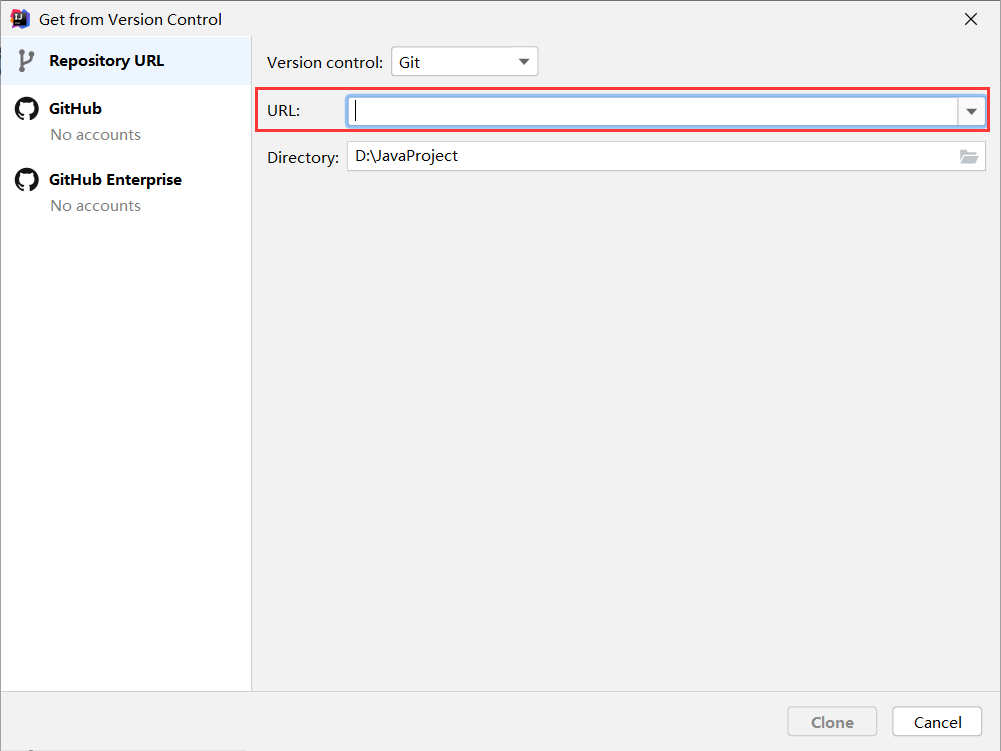 Get from Version Control
Repository URL
GitHub
No accounts
GitHub Enterprise
No accounts
Version control: Git
URL:
Directory: D:\JavaProject
Clone Cancel